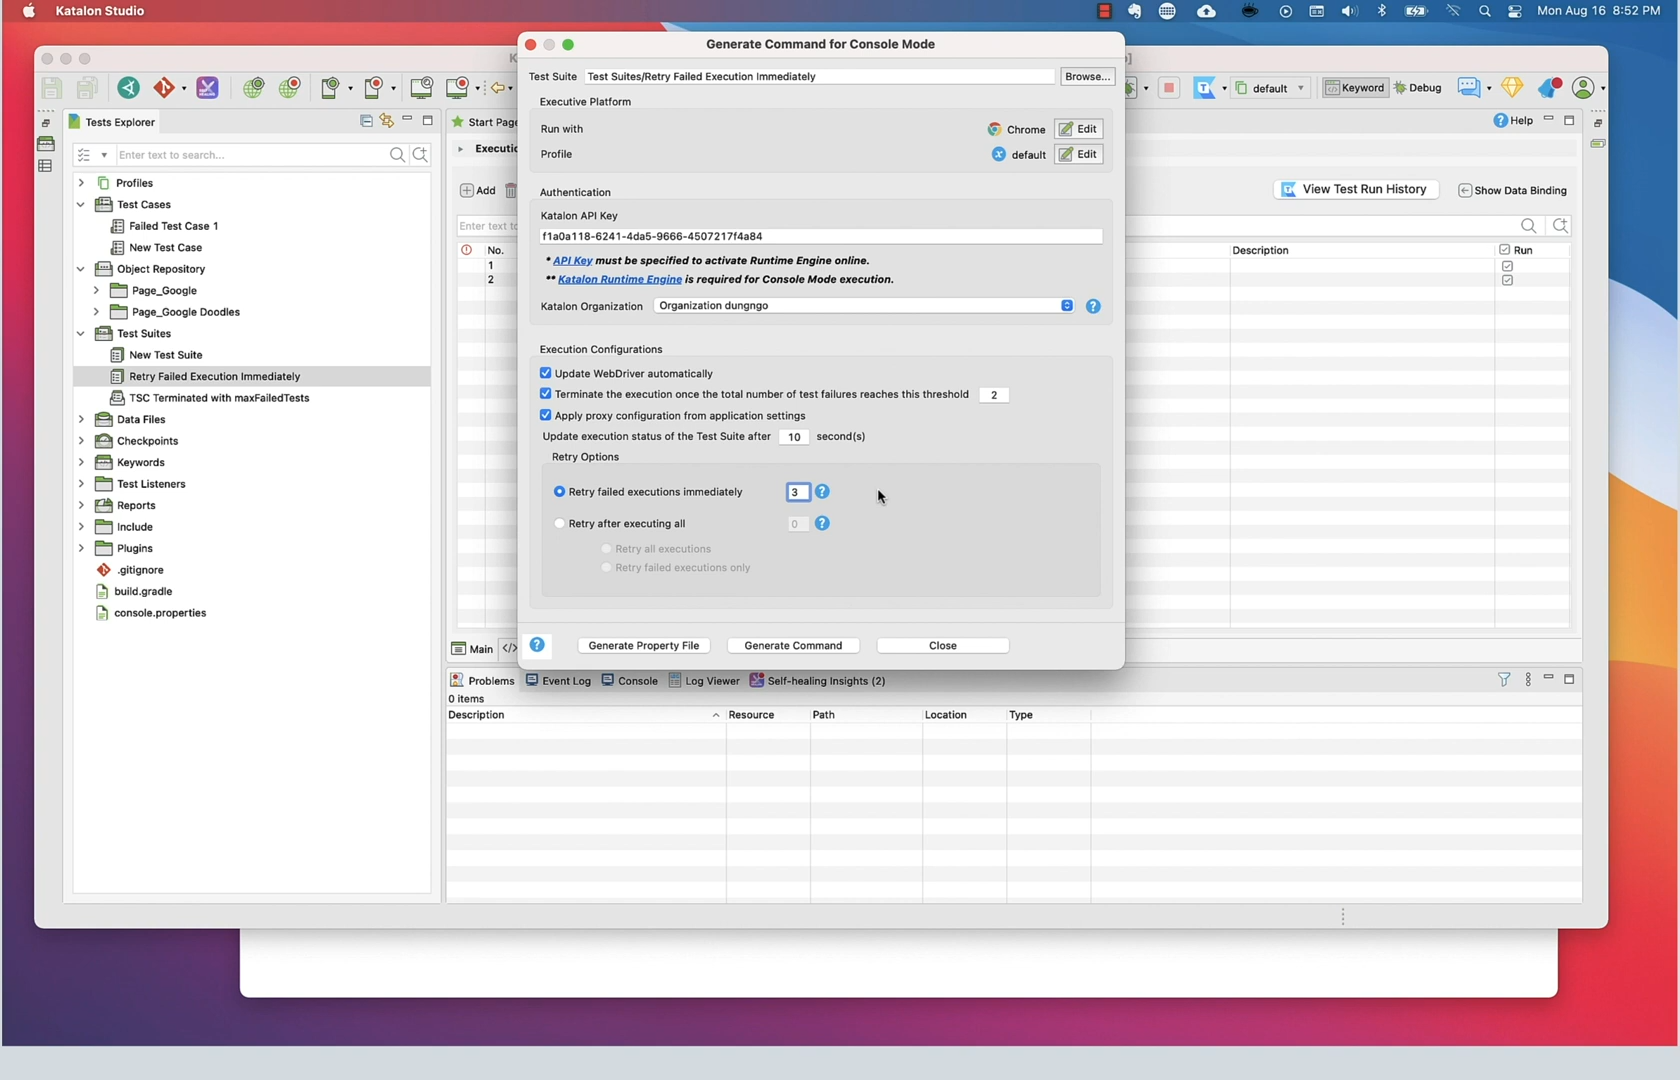 Katalon Studio
Mon Aug 16 8:52 PM
Generate Command for Console Mode
Test Suite Test Suites/Retry Failed Execution Immediately Browse...
default
Keyword
Debug
Executive Platform
Run with Chrome Edit
Profile default Edit
Tests Explorer
Start Page
Help
Enter text to search...
Executio
Profiles
Test Cases
Failed Test Case 1
New Test Case
Object Repository
Page_Google
Page_Google Doodles
Test Suites
New Test Suite
Retry Failed Execution Immediately
TSC Terminated with maxFailedTests
Data Files
Checkpoints
Keywords
Test Listeners
Reports
Include
Plugins
.gitignore
build.gradle
console.properties
Add
View Test Run History
Show Data Binding
Enter text to
No. Description Run
1
2
Authentication
Katalon API Key
f1a0a118-6241-4da5-9666-4507217f4a84
* API Key must be specified to activate Runtime Engine online.
** Katalon Runtime Engine is required for Console Mode execution.
Katalon Organization Organization dungngo
Execution Configurations
Update WebDriver automatically
Terminate the execution once the total number of test failures reaches this threshold 2
Apply proxy configuration from application settings
Update execution status of the Test Suite after 10 second(s)
Retry Options
Retry failed executions immediately 3
Retry after executing all 0
Retry all executions
Retry failed executions only
Generate Property File Generate Command Close
Main
Problems Event Log Console Log Viewer Self-healing Insights (2)
0 items
Description Resource Path Location Type